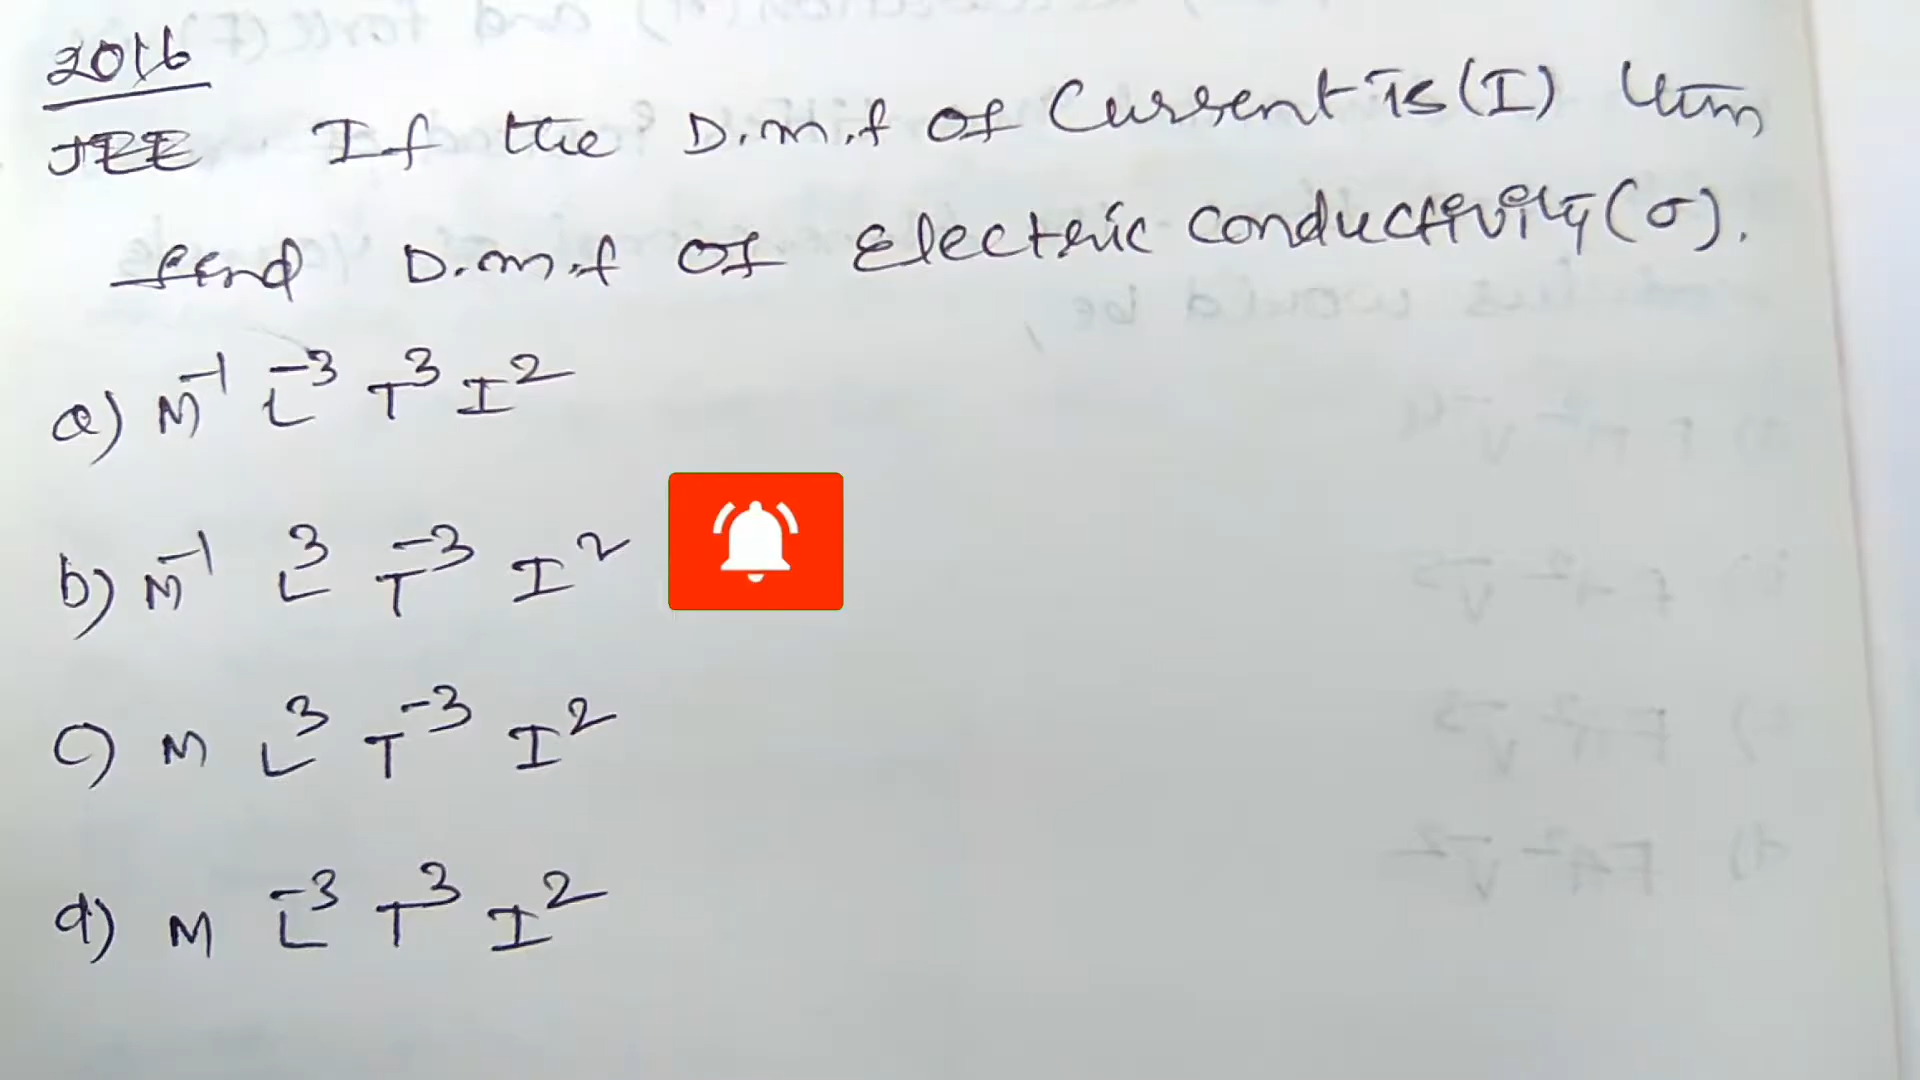 2016
JEE If the D.m.f of Current is (I) then
find D.m.f of Electric conductivity (σ).
a) M⁻¹ L⁻³ T³ I²
b) M⁻¹ L³ T⁻³ I²
c) M L³ T⁻³ I²
d) M L⁻³ T³ I²